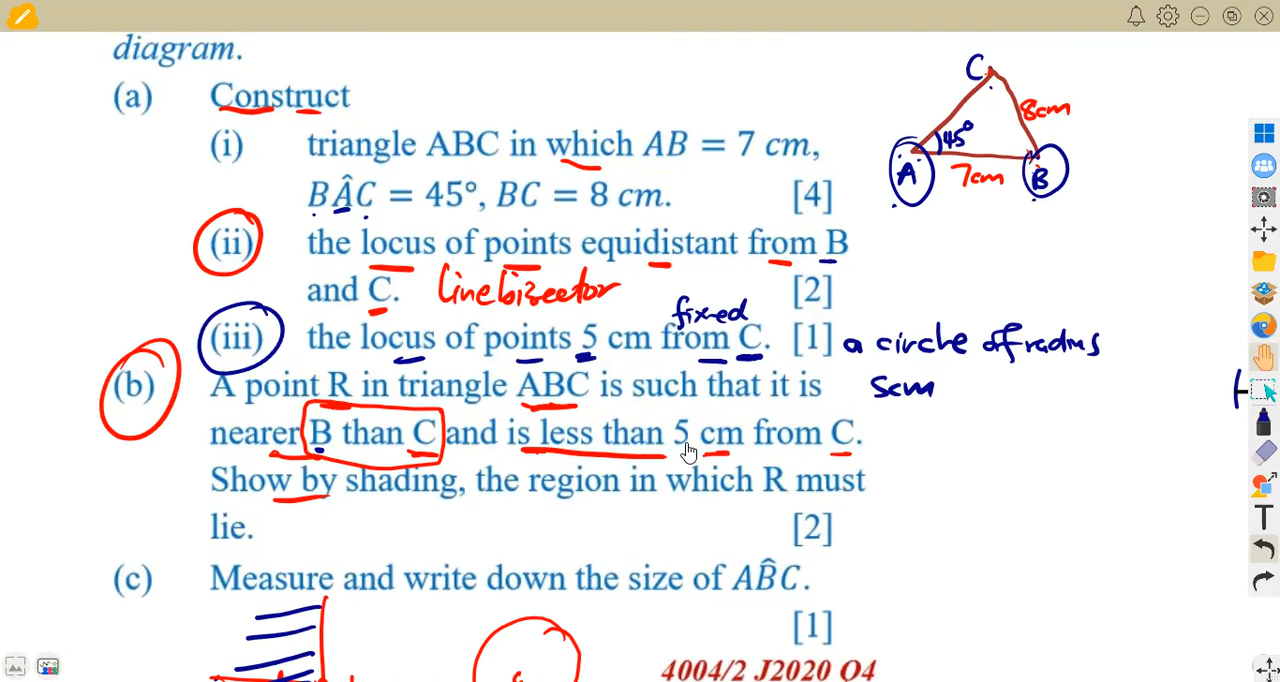 diagram.
(a) Construct
(i) triangle ABC in which AB = 7 cm,
BÂC = 45°, BC = 8 cm. [4]
(ii) the locus of points equidistant from B
and C. Line bisector [2]
fixed
(iii) the locus of points 5 cm from C. [1] a circle of radius
5cm
(b) A point R in triangle ABC is such that it is
nearer B than C and is less than 5 cm from C.
Show by shading, the region in which R must
lie. [2]
(c) Measure and write down the size of AB̂C.
[1]
4004/2 J2020 Q4
C
8cm
45°
A 7cm B
T